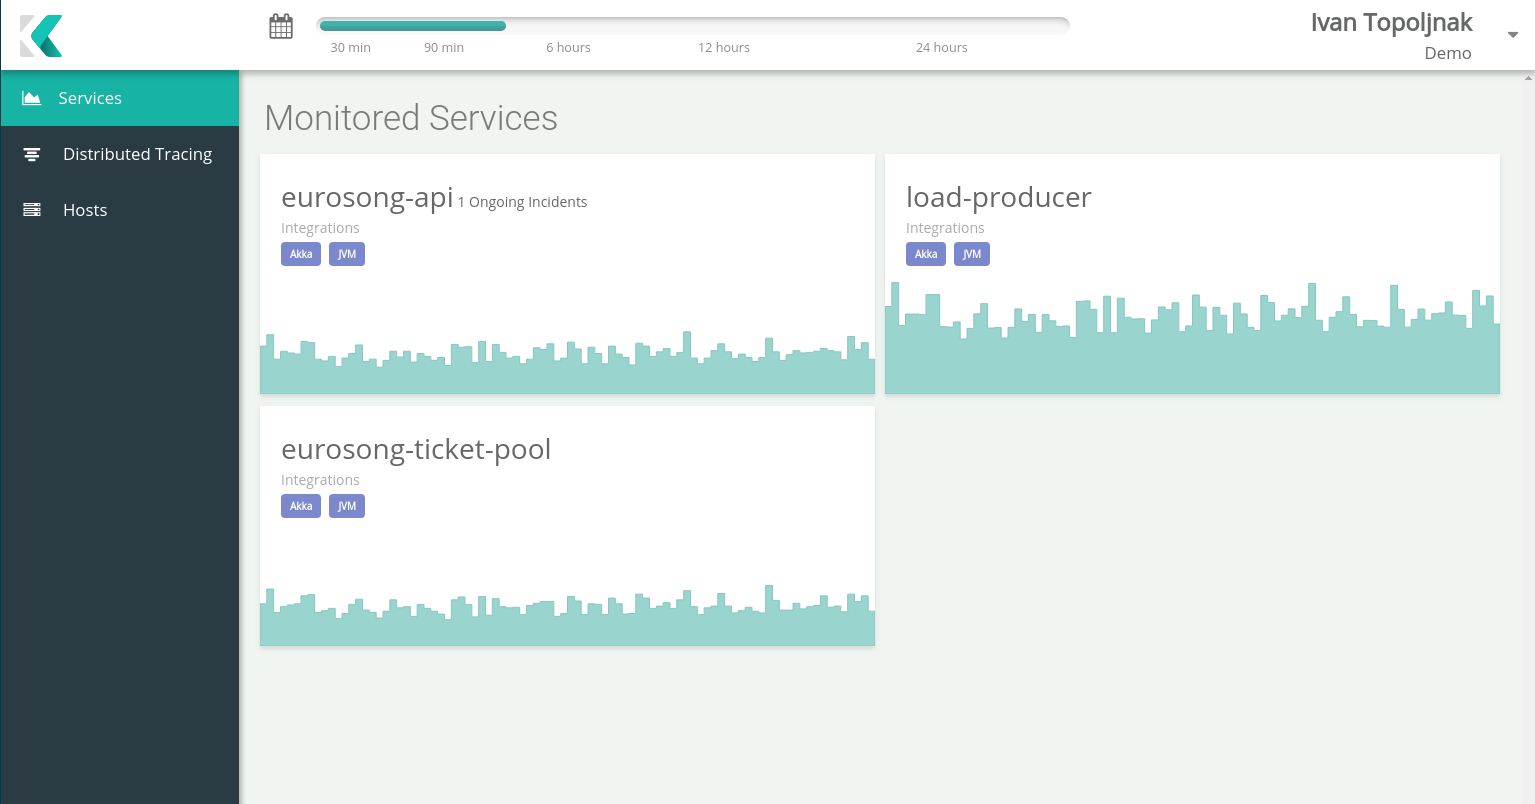 30 min 90 min 6 hours 12 hours 24 hours
Ivan Topoljnak
Demo
Services
Distributed Tracing
Hosts
Monitored Services
eurosong-api 1 Ongoing Incidents
Integrations
Akka JVM
load-producer
Integrations
Akka JVM
eurosong-ticket-pool
Integrations
Akka JVM